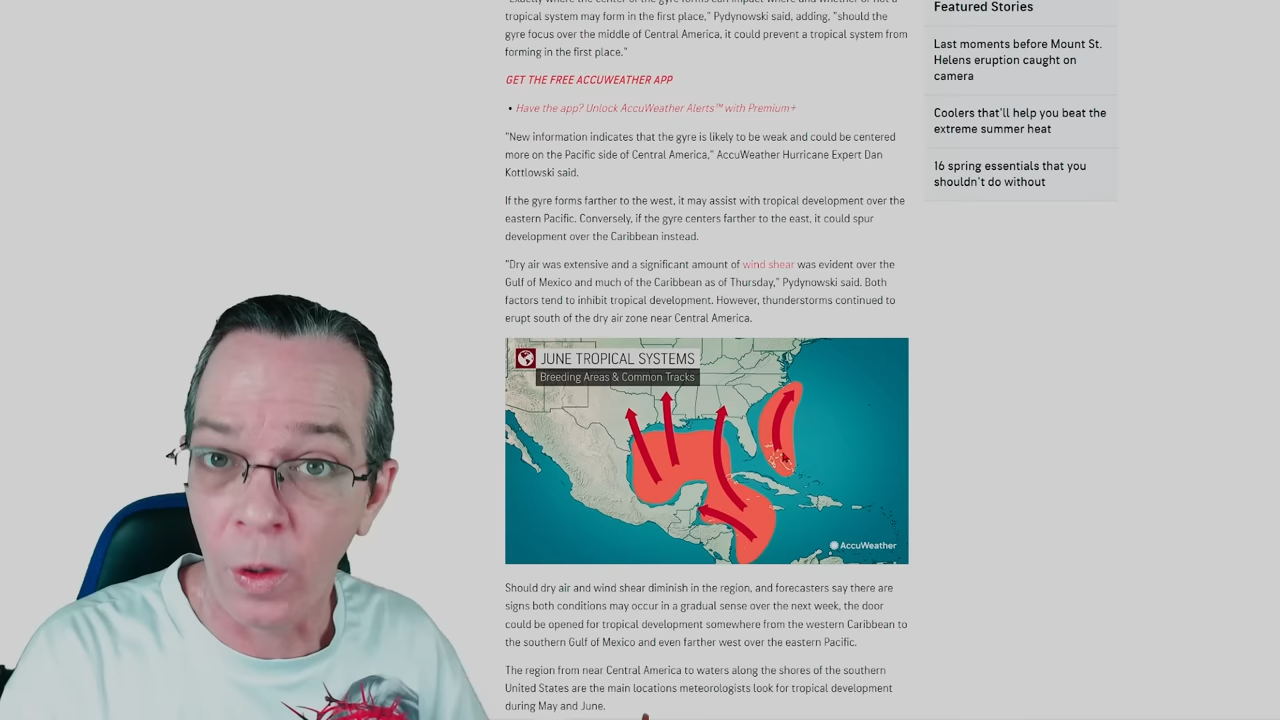 "Exactly where the center of the gyre forms can impact where and whether or not a
tropical system may form in the first place," Pydynowski said, adding, "should the
gyre focus over the middle of Central America, it could prevent a tropical system from
forming in the first place."
GET THE FREE ACCUWEATHER APP
• Have the app? Unlock AccuWeather Alerts™ with Premium+
"New information indicates that the gyre is likely to be weak and could be centered
more on the Pacific side of Central America," AccuWeather Hurricane Expert Dan
Kottlowski said.
If the gyre forms farther to the west, it may assist with tropical development over the
eastern Pacific. Conversely, if the gyre centers farther to the east, it could spur
development over the Caribbean instead.
"Dry air was extensive and a significant amount of wind shear was evident over the
Gulf of Mexico and much of the Caribbean as of Thursday," Pydynowski said. Both
factors tend to inhibit tropical development. However, thunderstorms continued to
erupt south of the dry air zone near Central America.
JUNE TROPICAL SYSTEMS
Breeding Areas & Common Tracks
AccuWeather
Should dry air and wind shear diminish in the region, and forecasters say there are
signs both conditions may occur in a gradual sense over the next week, the door
could be opened for tropical development somewhere from the western Caribbean to
the southern Gulf of Mexico and even farther west over the eastern Pacific.
The region from near Central America to waters along the shores of the southern
United States are the main locations meteorologists look for tropical development
during May and June.
Featured Stories
Last moments before Mount St.
Helens eruption caught on
camera
Coolers that'll help you beat the
extreme summer heat
16 spring essentials that you
shouldn't do without